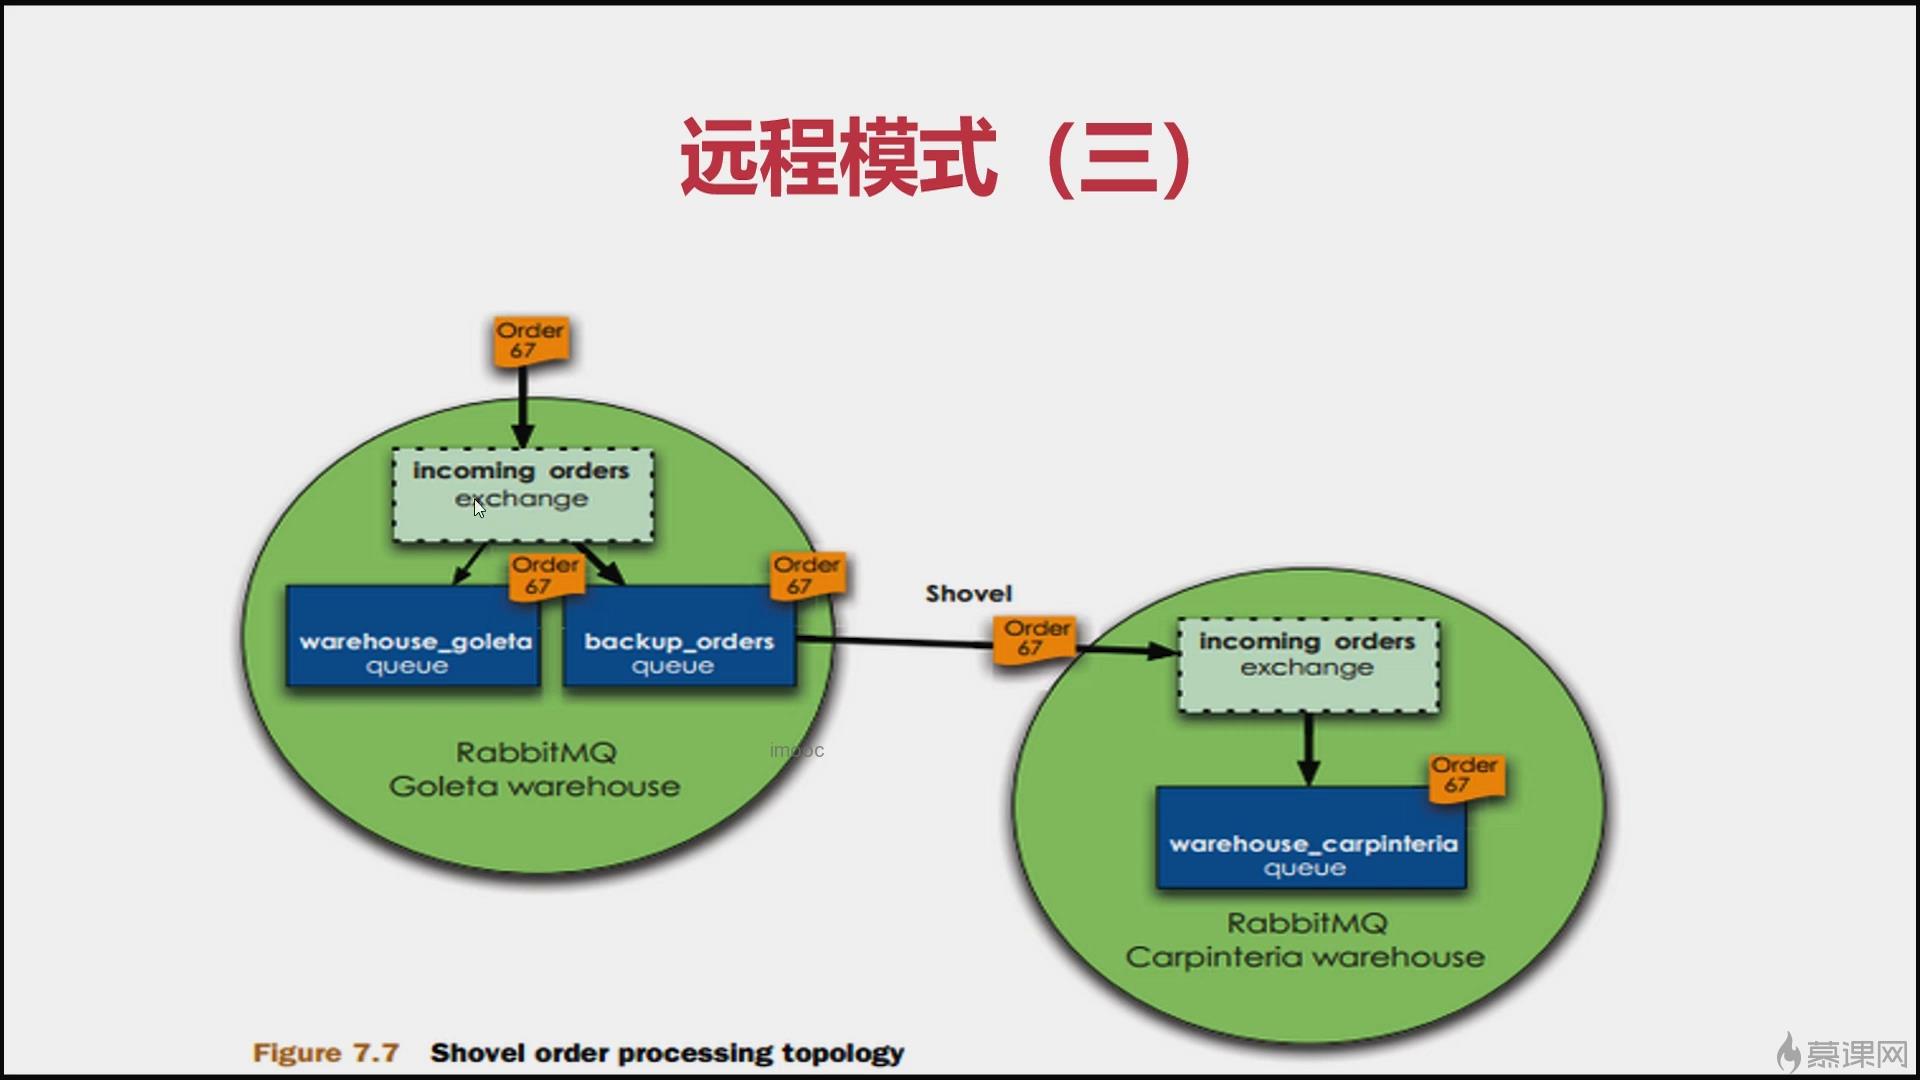 远程模式（三）
Order
67
incoming orders
exchange
Order
67
Order
67
warehouse_goleta
queue
backup_orders
queue
Shovel
Order
67
incoming orders
exchange
RabbitMQ
Goleta warehouse
imooc
Order
67
warehouse_carpinteria
queue
RabbitMQ
Carpinteria warehouse
Figure 7.7 Shovel order processing topology
慕课网